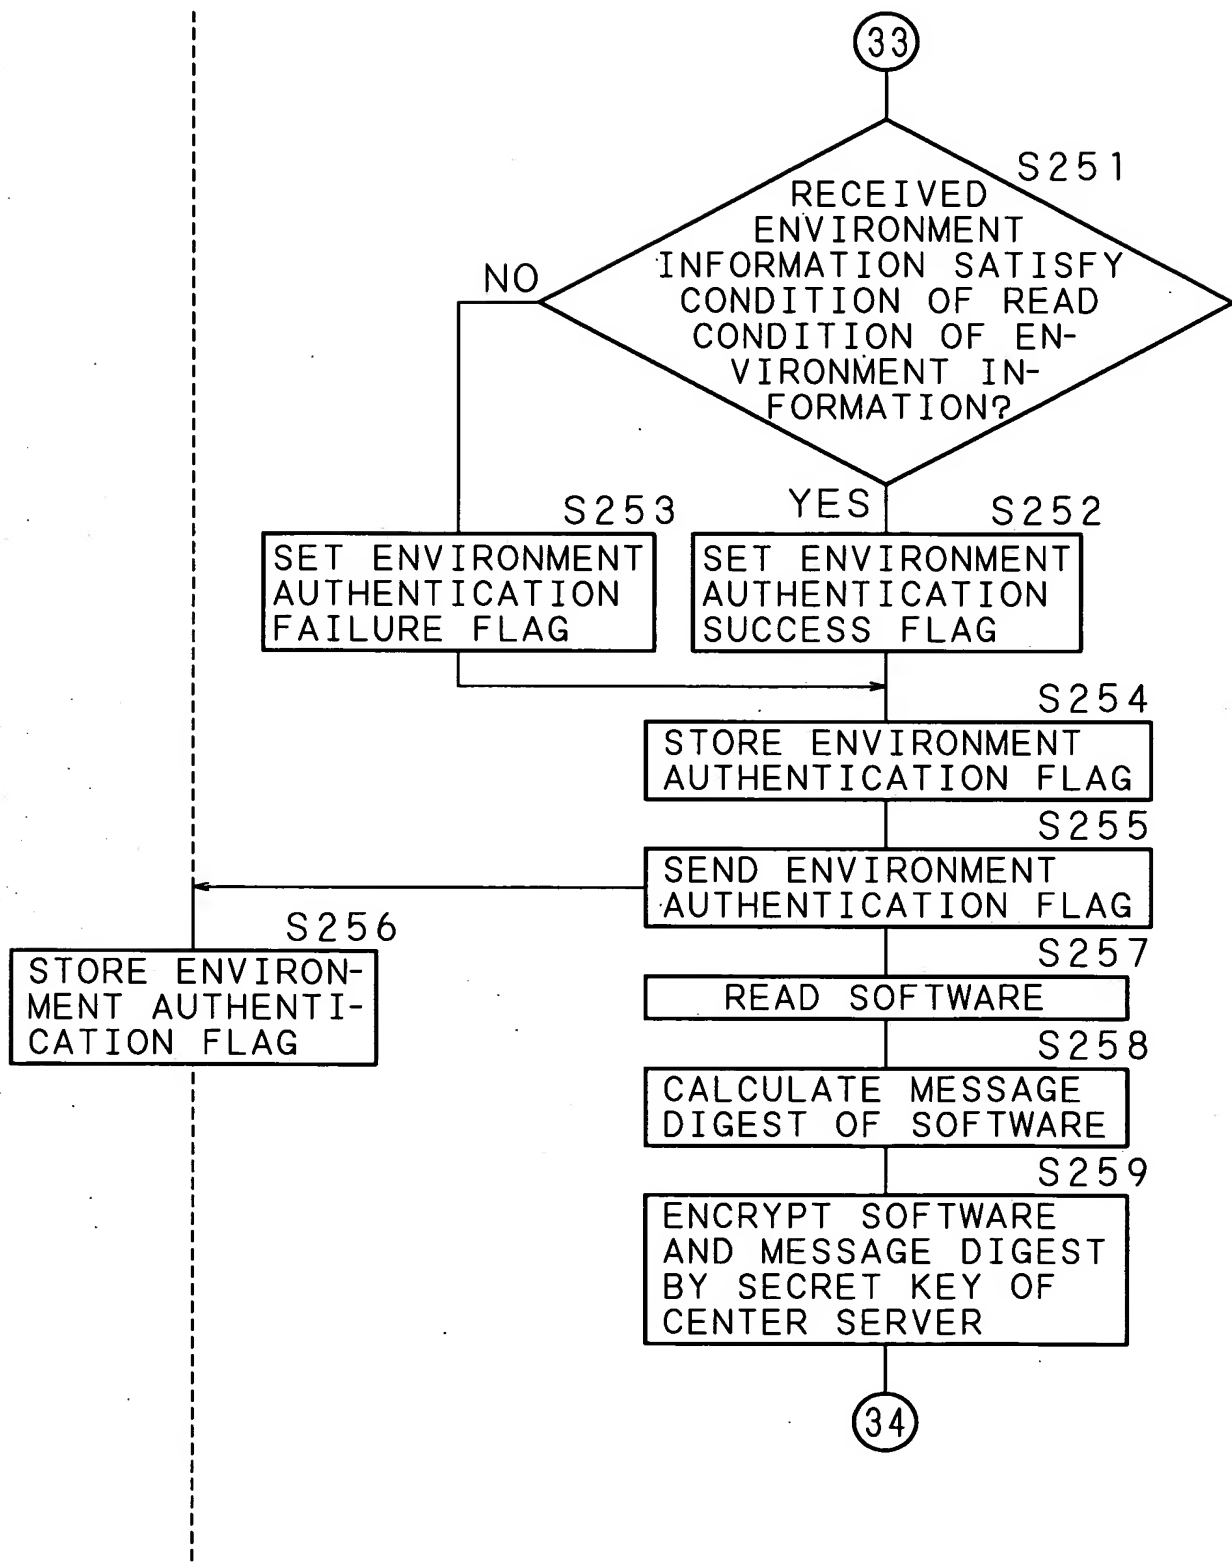 33
S251
RECEIVED
ENVIRONMENT
INFORMATION SATISFY
CONDITION OF READ
CONDITION OF EN-
VIRONMENT IN-
FORMATION?
NO
YES
S253
SET ENVIRONMENT
AUTHENTICATION
FAILURE FLAG
S252
SET ENVIRONMENT
AUTHENTICATION
SUCCESS FLAG
S254
STORE ENVIRONMENT
AUTHENTICATION FLAG
S255
SEND ENVIRONMENT
AUTHENTICATION FLAG
S256
STORE ENVIRON-
MENT AUTHENTI-
CATION FLAG
S257
READ SOFTWARE
S258
CALCULATE MESSAGE
DIGEST OF SOFTWARE
S259
ENCRYPT SOFTWARE
AND MESSAGE DIGEST
BY SECRET KEY OF
CENTER SERVER
34